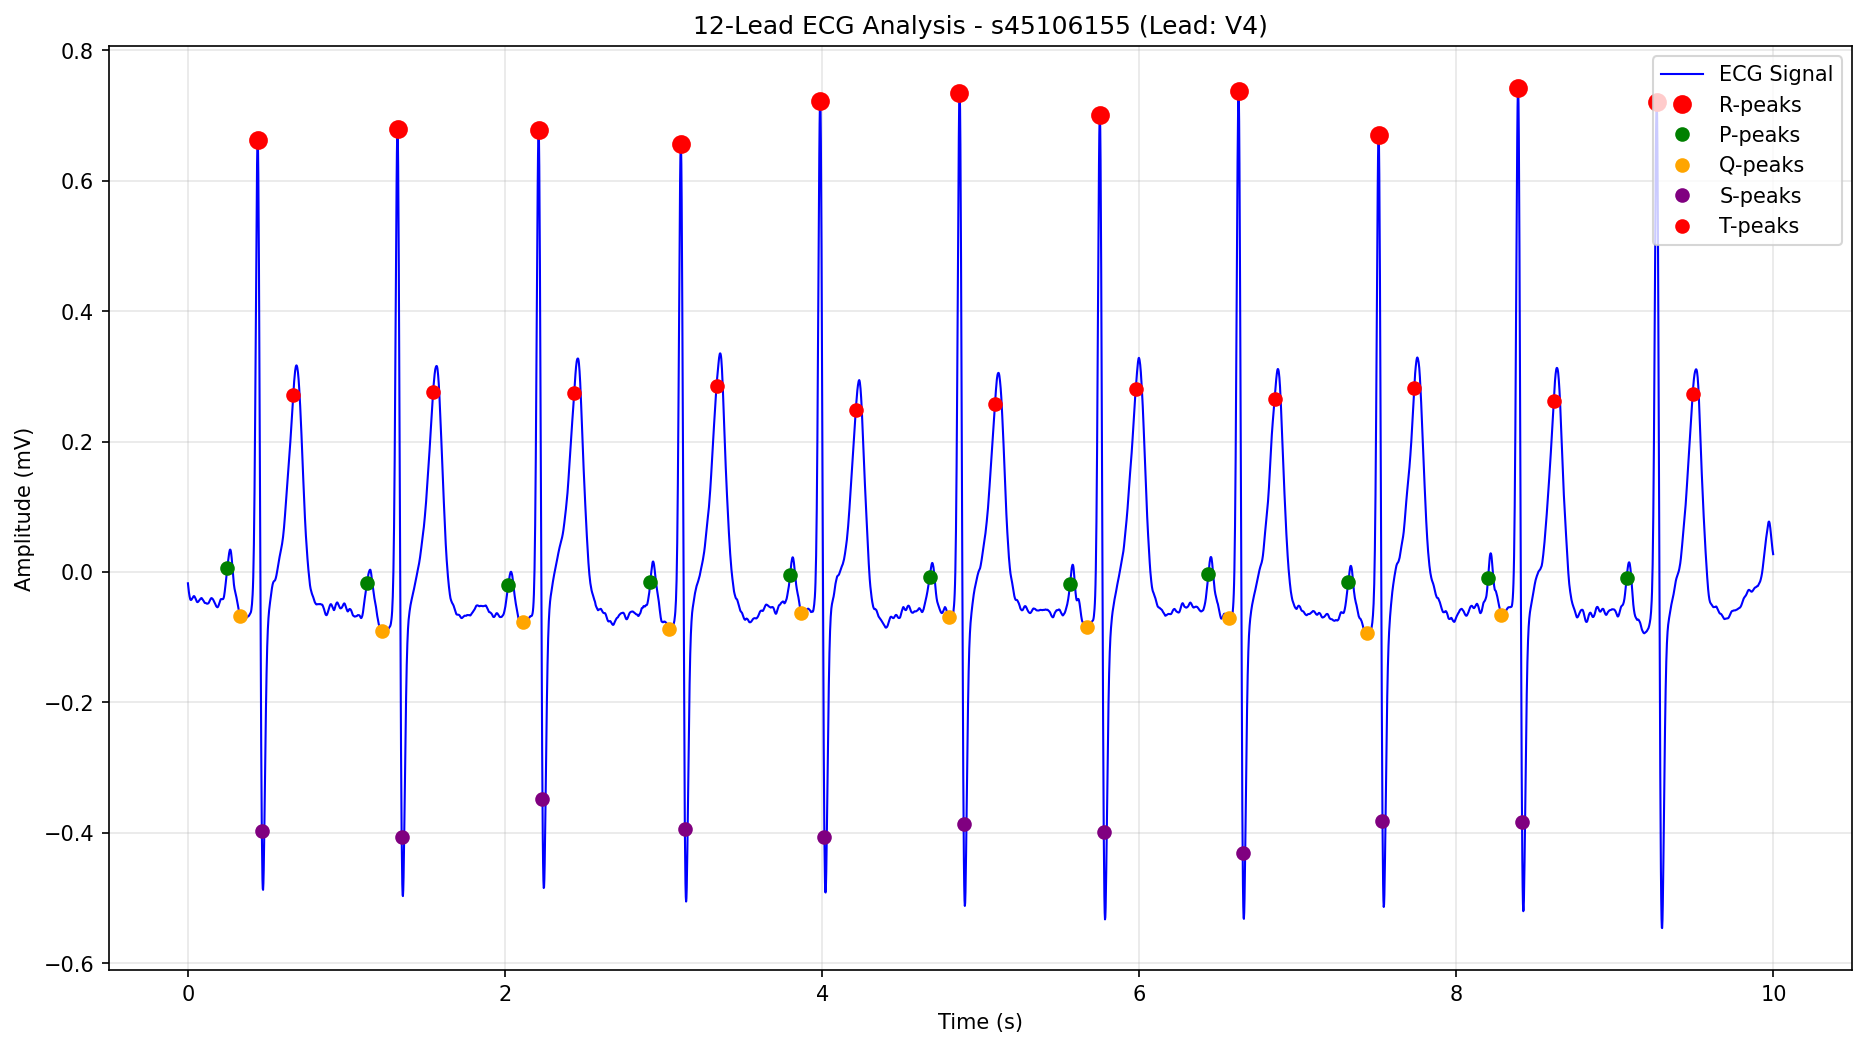 12-Lead ECG Analysis - s45106155 (Lead: V4)
ECG Signal
R-peaks
P-peaks
Q-peaks
S-peaks
T-peaks
Amplitude (mV)
0.8
0.6
0.4
0.2
0.0
−0.2
−0.4
−0.6
0 2 4 6 8 10
Time (s)